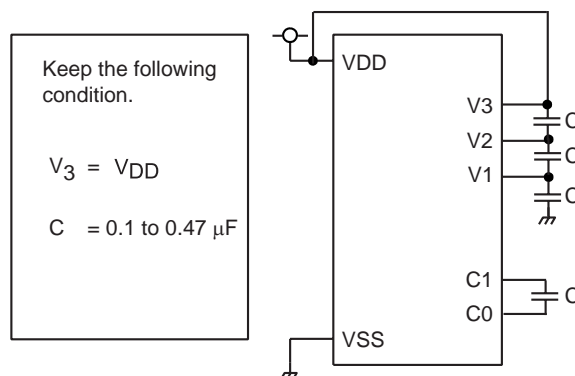 Keep the following
condition.
V3 = VDD
C = 0.1 to 0.47 μF
VDD
V3
V2
V1
C
C
C
C1
C0
C
VSS